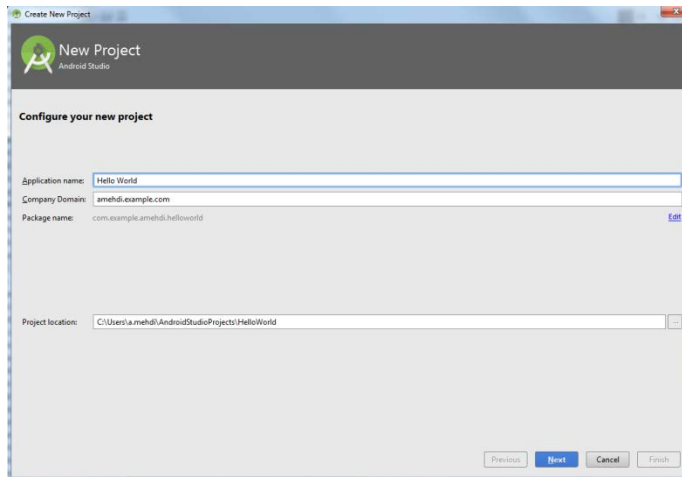 Create New Project
New Project
Android Studio
Configure your new project
Application name: Hello World
Company Domain: amehdi.example.com
Package name: com.example.amehdi.helloworld Edit
Project location: C:\Users\a.mehdi\AndroidStudioProjects\HelloWorld ...
Previous Next Cancel Finish